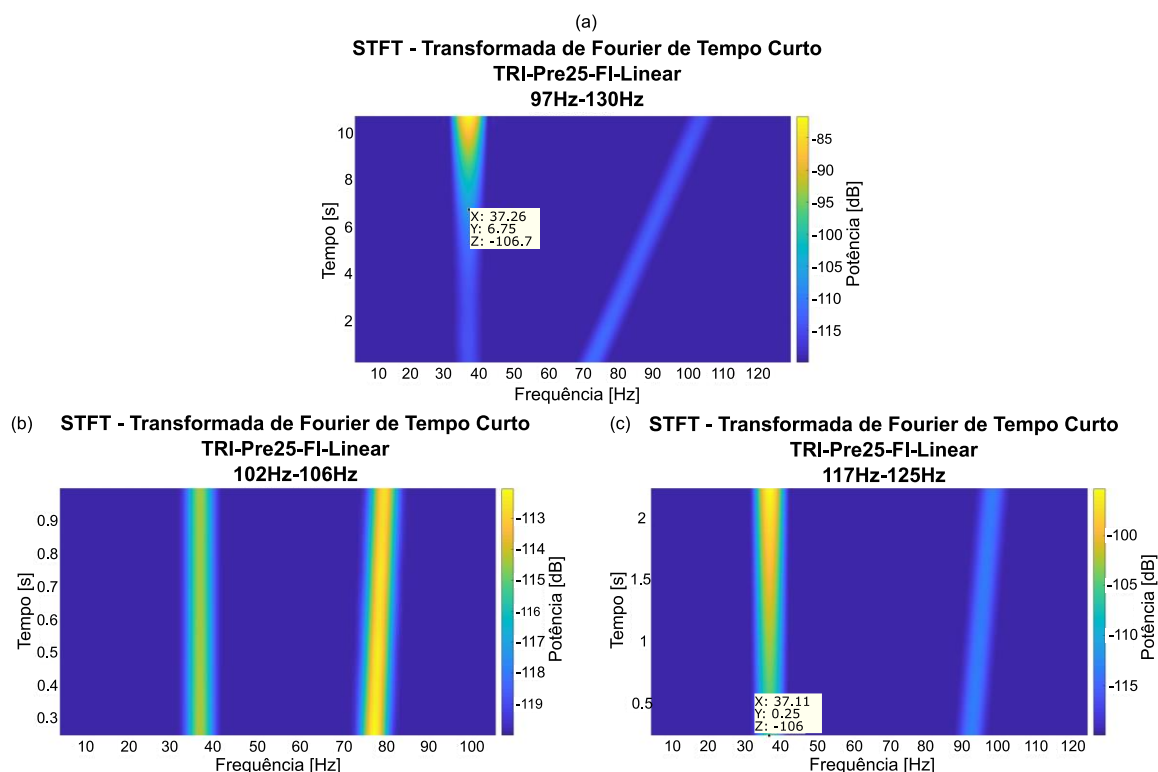 (a)
STFT - Transformada de Fourier de Tempo Curto
TRI-Pre25-FI-Linear
97Hz-130Hz
10
8
6
4
2
Tempo [s]
X: 37.26
Y: 6.75
Z: -106.7
10 20 30 40 50 60 70 80 90 100 110 120
Frequência [Hz]
-85
-90
-95
-100
-105
-110
-115
Potência [dB]
(b) STFT - Transformada de Fourier de Tempo Curto
TRI-Pre25-FI-Linear
102Hz-106Hz
0.9
0.8
0.7
0.6
0.5
0.4
0.3
Tempo [s]
10 20 30 40 50 60 70 80 90 100
Frequência [Hz]
-113
-114
-115
-116
-117
-118
-119
Potência [dB]
(c) STFT - Transformada de Fourier de Tempo Curto
TRI-Pre25-FI-Linear
117Hz-125Hz
2
1.5
1
0.5
Tempo [s]
X: 37.11
Y: 0.25
Z: -106
10 20 30 40 50 60 70 80 90 100 110 120
Frequência [Hz]
-100
-105
-110
-115
Potência [dB]